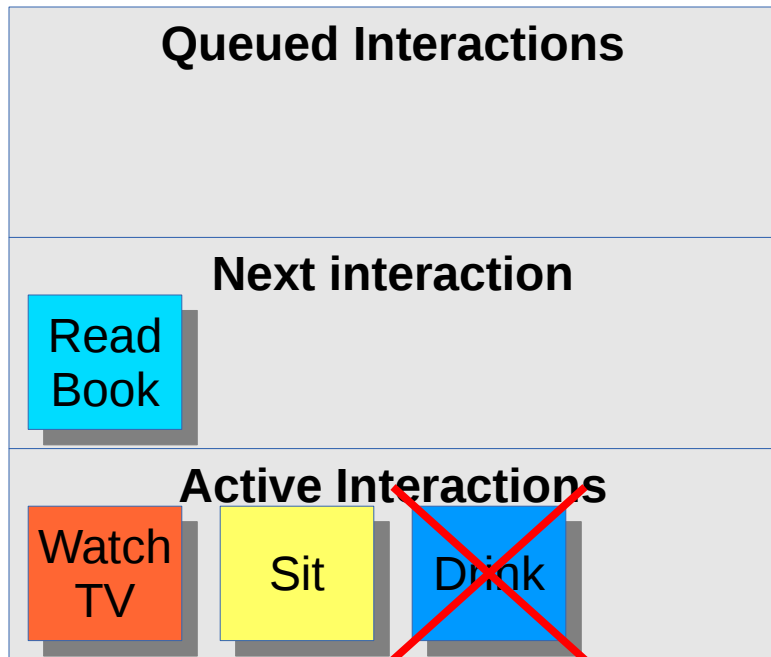 Queued Interactions
Next interaction
Read
Book
Active Interactions
Watch
TV
Sit
Drink